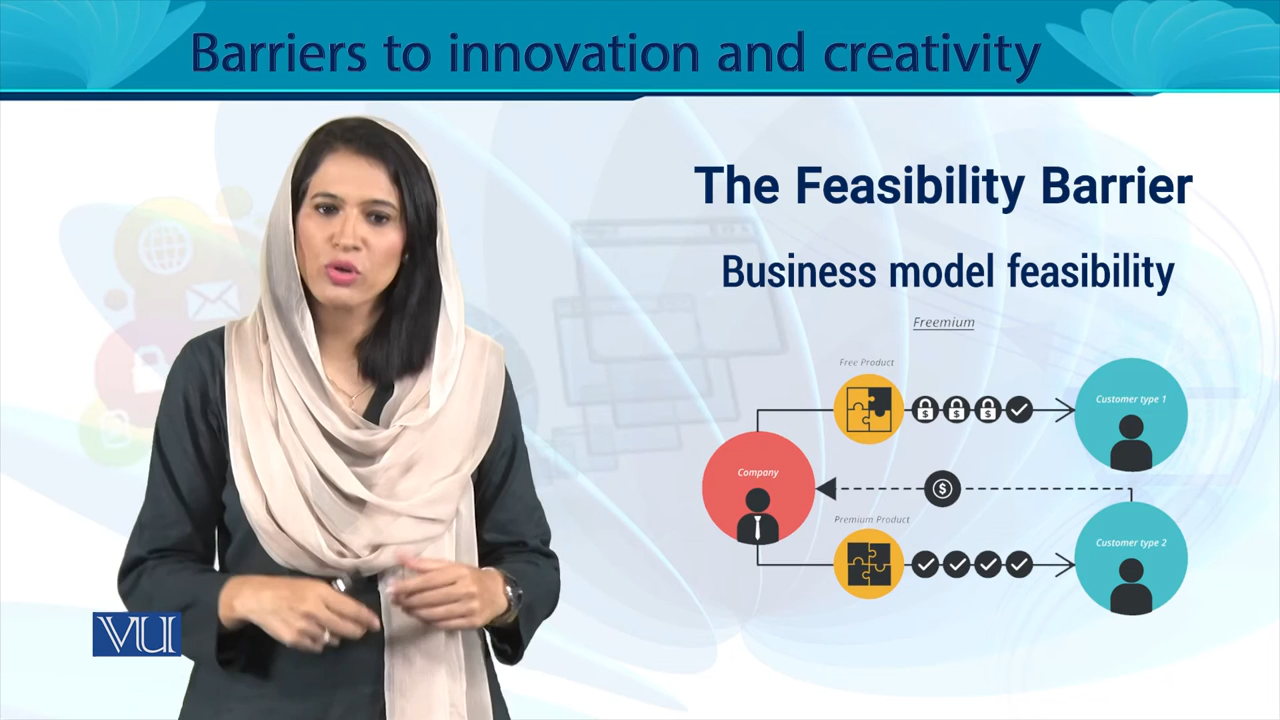 Barriers to innovation and creativity
The Feasibility Barrier
Business model feasibility
Freemium
Free Product
Customer type 1
$ $ $
Company
$
Premium Product
Customer type 2
VU